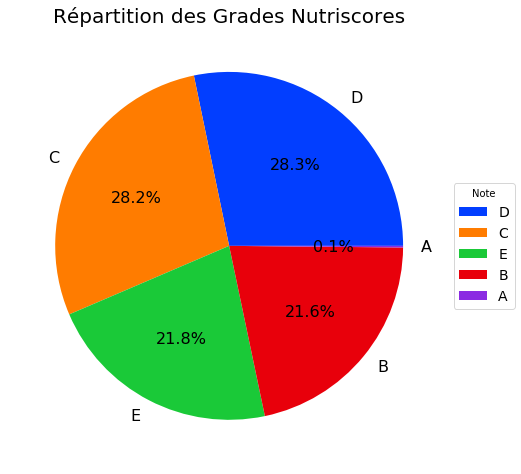 Répartition des Grades Nutriscores
D
28.3%
C
28.2%
E
21.8%
B
21.6%
A
0.1%
Note
D
C
E
B
A